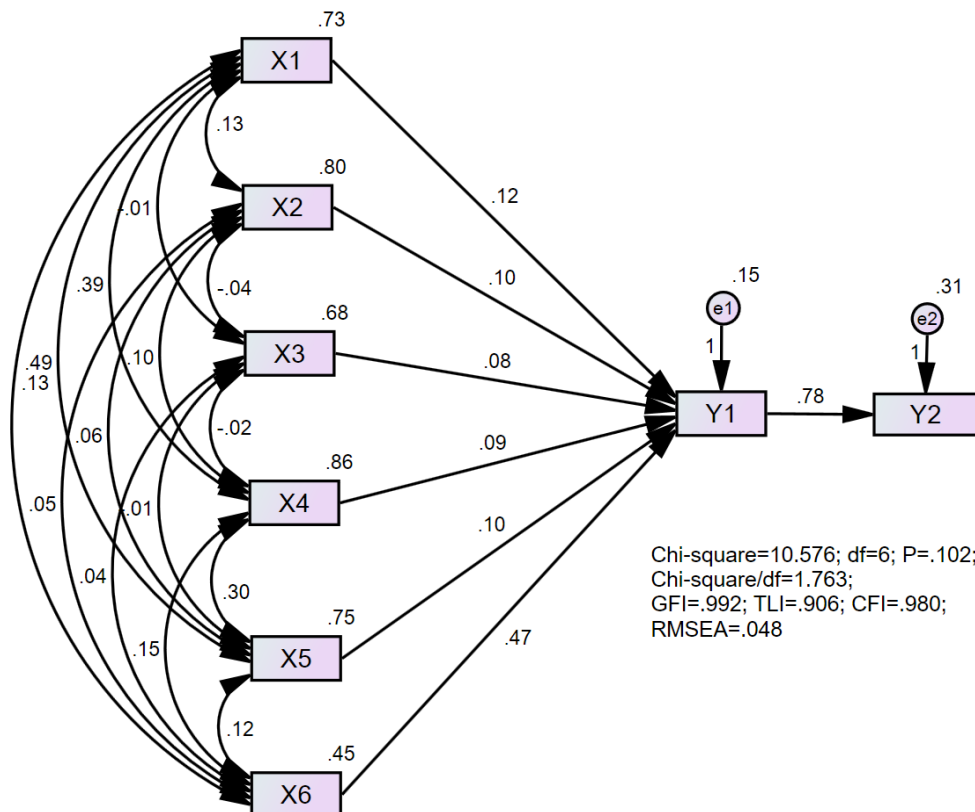 .73
X1
.13
.80
X2
.12
-.01
.10
.39
-.04
.68
X3
.15
e1
.31
e2
1
1
.49
.13
.10
.08
Y1
.78
Y2
.06
-.02
.86
X4
.09
.05
-.01
.10
.04
.30
.75
X5
.15
.47
.12
.45
X6
Chi-square=10.576; df=6; P=.102;
Chi-square/df=1.763;
GFI=.992; TLI=.906; CFI=.980;
RMSEA=.048